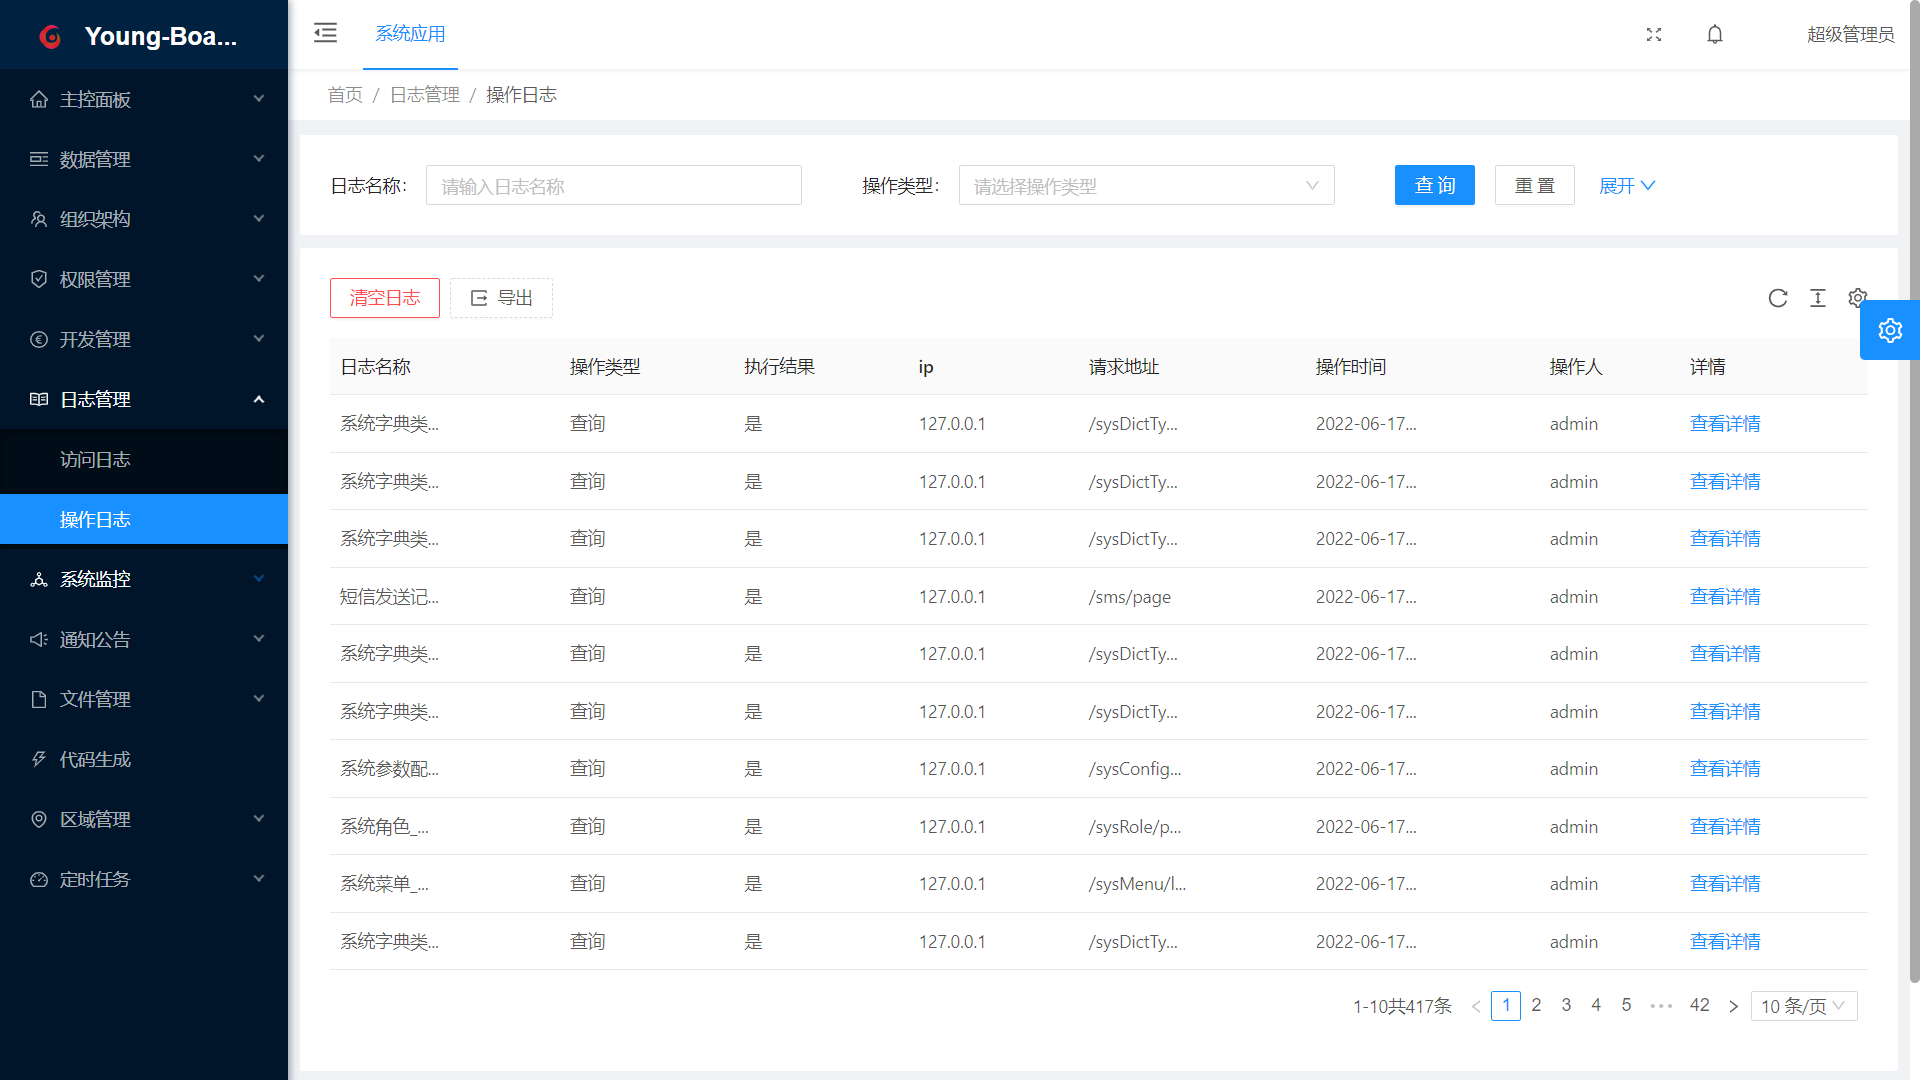 Young-Boa...
主控面板
数据管理
组织架构
权限管理
开发管理
日志管理
访问日志
操作日志
系统监控
通知公告
文件管理
代码生成
区域管理
定时任务
系统应用
超级管理员
首页 / 日志管理 / 操作日志
日志名称: 请输入日志名称 操作类型: 请选择操作类型 查 询 重 置 展开
清空日志 导出
日志名称 操作类型 执行结果 ip 请求地址 操作时间 操作人 详情
系统字典类... 查询 是 127.0.0.1 /sysDictTy... 2022-06-17... admin 查看详情
系统字典类... 查询 是 127.0.0.1 /sysDictTy... 2022-06-17... admin 查看详情
系统字典类... 查询 是 127.0.0.1 /sysDictTy... 2022-06-17... admin 查看详情
短信发送记... 查询 是 127.0.0.1 /sms/page 2022-06-17... admin 查看详情
系统字典类... 查询 是 127.0.0.1 /sysDictTy... 2022-06-17... admin 查看详情
系统字典类... 查询 是 127.0.0.1 /sysDictTy... 2022-06-17... admin 查看详情
系统参数配... 查询 是 127.0.0.1 /sysConfig... 2022-06-17... admin 查看详情
系统角色_... 查询 是 127.0.0.1 /sysRole/p... 2022-06-17... admin 查看详情
系统菜单_... 查询 是 127.0.0.1 /sysMenu/l... 2022-06-17... admin 查看详情
系统字典类... 查询 是 127.0.0.1 /sysDictTy... 2022-06-17... admin 查看详情
1-10共417条 < 1 2 3 4 5 ••• 42 > 10 条/页